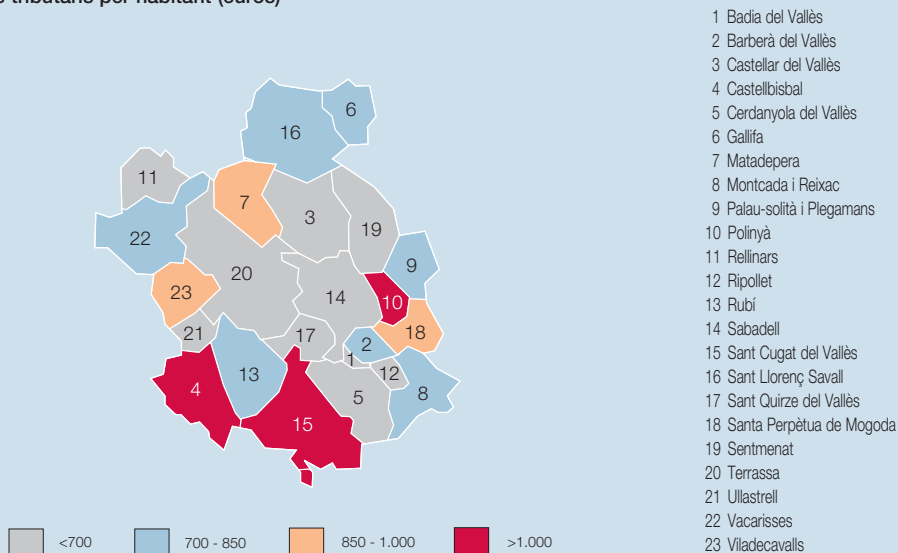 tributaris per habitant (euros)
1 Badia del Vallès
2 Barberà del Vallès
3 Castellar del Vallès
4 Castellbisbal
5 Cerdanyola del Vallès
6 Gallifa
7 Matadepera
8 Montcada i Reixac
9 Palau-solità i Plegamans
10 Polinyà
11 Rellinars
12 Ripollet
13 Rubí
14 Sabadell
15 Sant Cugat del Vallès
16 Sant Llorenç Savall
17 Sant Quirze del Vallès
18 Santa Perpètua de Mogoda
19 Sentmenat
20 Terrassa
21 Ullastrell
22 Vacarisses
23 Viladecavalls
6
16
11
7
3
19
22
9
20
23
14
10
18
21
17
2
1
12
13
4
5
8
15
<700
700 - 850
850 - 1.000
>1.000